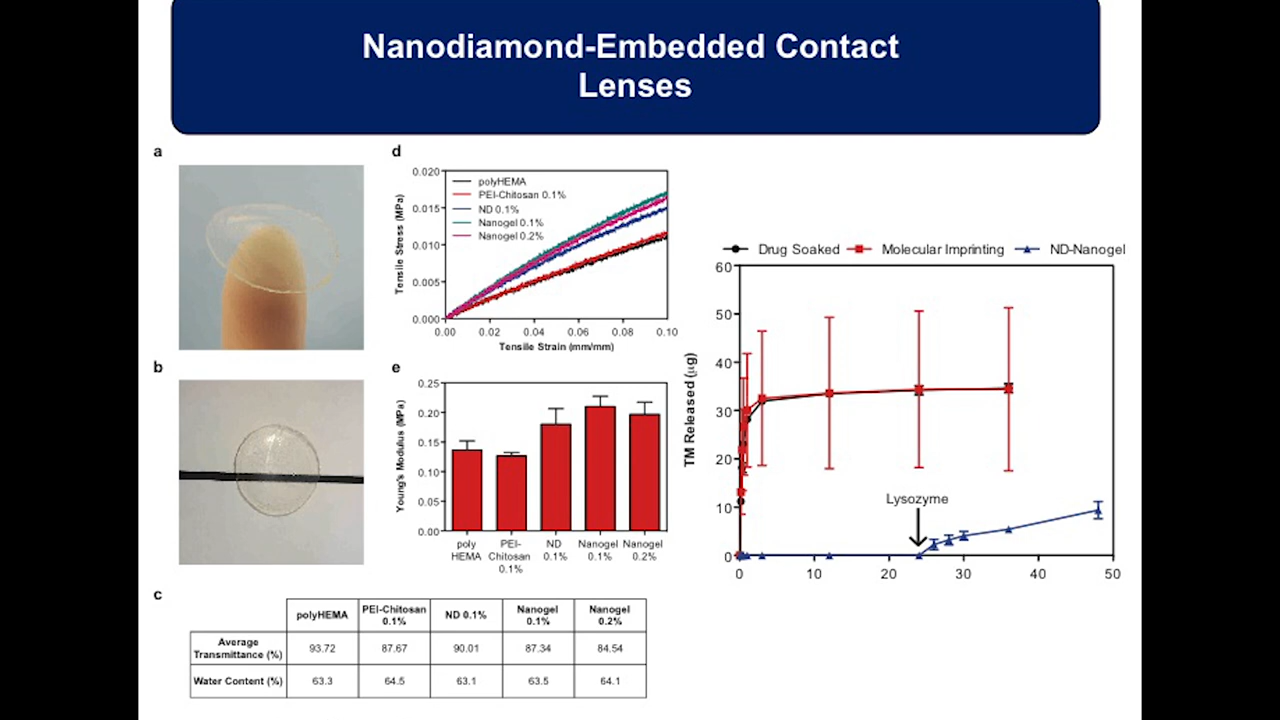 Nanodiamond-Embedded Contact
Lenses
a
b
d
0.020
0.015
0.010
0.005
0.000
Tensile Stress (MPa)
polyHEMA
PEI-Chitosan 0.1%
ND 0.1%
Nanogel 0.1%
Nanogel 0.2%
0.00 0.02 0.04 0.06 0.08 0.10
Tensile Strain (mm/mm)
e
0.25
0.20
0.15
0.10
0.05
0.00
Young's Modulus (MPa)
poly PEI- ND Nanogel Nanogel
HEMA Chitosan 0.1% 0.1% 0.2%
0.1%
Drug Soaked Molecular Imprinting ND-Nanogel
60
50
40
30
20
10
0
TM Released (µg)
Lysozyme
0 10 20 30 40 50
c
polyHEMA PEI-Chitosan ND 0.1% Nanogel Nanogel
0.1% 0.1% 0.2%
Average
Transmittance (%) 93.72 87.67 90.01 87.34 84.54
Water Content (%) 63.3 64.5 63.1 63.5 64.1